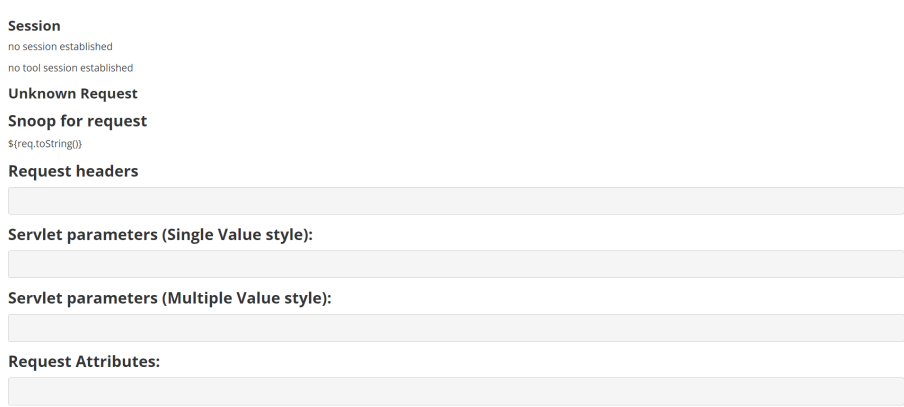 Session
no session established
no tool session established
Unknown Request
Snoop for request
${req.toString()}
Request headers
Servlet parameters (Single Value style):
Servlet parameters (Multiple Value style):
Request Attributes: